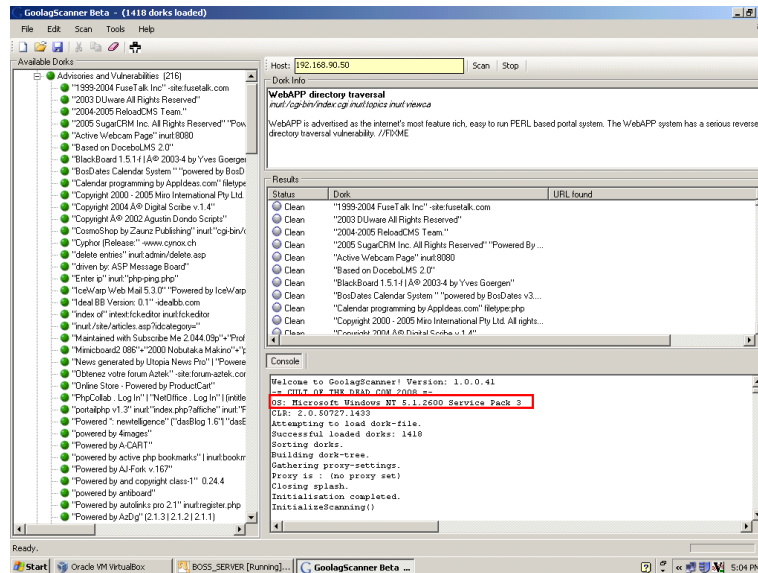 GoolagScanner Beta - (1418 dorks loaded)
File Edit Scan Tools Help
Available Dorks
Advisories and Vulnerabilities (216)
"1999-2004 FuseTalk Inc" -site:fusetalk.com
"2003 DUware All Rights Reserved"
"2004-2005 ReloadCMS Team."
"2005 SugarCRM Inc. All Rights Reserved" "Pow
"Active Webcam Page" inurl:8080
"Based on DoceboLMS 2.0"
"BlackBoard 1.5.1-f | Â© 2003-4 by Yves Goergen
"BosDates Calendar System " "powered by BosD
"Calendar programming by AppIdeas.com" filetype
"Copyright 2000 - 2005 Miro International Pty Ltd.
"Copyright 2004 Â© Digital Scribe v.1.4"
"Copyright Â© 2002 Agustin Dondo Scripts"
"CosmoShop by Zaunz Publishing" inurl:"cgi-bin/c
"Cyphor (Release:" -www.cynox.ch
"delete entries" inurl:admin/delete.asp
"driven by: ASP Message Board"
"Enter ip" inurl:"php-ping.php"
"IceWarp Web Mail 5.3.0" "Powered by IceWarp
"Ideal BB Version: 0.1" -idealbb.com
"index of" intext:fckeditor inurl:fckeditor
"inurl:/site/articles.asp?idcategory="
"Maintained with Subscribe Me 2.044.09p"+"Prof
"Mimicboard2 086"+"2000 Nobutaka Makino"+"p
"News generated by Utopia News Pro" | "Powere
"Obtenez votre forum Aztek" -site:forum-aztek.cor
"Online Store - Powered by ProductCart"
"PhpCollab . Log In" | "NetOffice . Log In" | (intitle
"portailphp v1.3" inurl:"index.php?affiche" inurl:"F
"Powered *: newtelligence" ("dasBlog 1.6"| "dasE
"powered by 4images"
"Powered by A-CART"
"powered by active php bookmarks" | inurl:bookm
"Powered by AJ-Fork v.167"
"Powered by and copyright class-1" 0.24.4
"powered by antiboard"
"Powered by autolinks pro 2.1" inurl:register.php
"Powered by AzDg" (2.1.3 | 2.1.2 | 2.1.1)
Host: 192.168.90.50 Scan Stop
Dork Info
WebAPP directory traversal
inurl:/cgi-bin/index.cgi inurl:topics inurl:viewca
WebAPP is advertised as the internet's most feature rich, easy to run PERL based portal system. The WebAPP system has a serious reverse
directory traversal vulnerability. //FIXME
Results
Status Dork URL found
Clean "1999-2004 FuseTalk Inc" -site:fusetalk.com
Clean "2003 DUware All Rights Reserved"
Clean "2004-2005 ReloadCMS Team."
Clean "2005 SugarCRM Inc. All Rights Reserved" "Powered By ...
Clean "Active Webcam Page" inurl:8080
Clean "Based on DoceboLMS 2.0"
Clean "BlackBoard 1.5.1-f | Â© 2003-4 by Yves Goergen"
Clean "BosDates Calendar System " "powered by BosDates v3....
Clean "Calendar programming by AppIdeas.com" filetype:php
Clean "Copyright 2000 - 2005 Miro International Pty Ltd. All rights...
Clean "Copyright 2004 Â© Digital Scribe v.1.4"
Console
Welcome to GoolagScanner! Version: 1.0.0.41
-= CULT OF THE DEAD COW 2008 =-
OS: Microsoft Windows NT 5.1.2600 Service Pack 3
CLR: 2.0.50727.1433
Attempting to load dork-file.
Successful loaded dorks: 1418
Sorting dorks.
Building dork-tree.
Gathering proxy-settings.
Proxy is : (no proxy set)
Closing splash.
Initialisation completed.
InitializeScanning()
Ready.
Start Oracle VM VirtualBox BOSS_SERVER [Running]... GoolagScanner Beta ... 5:04 PM